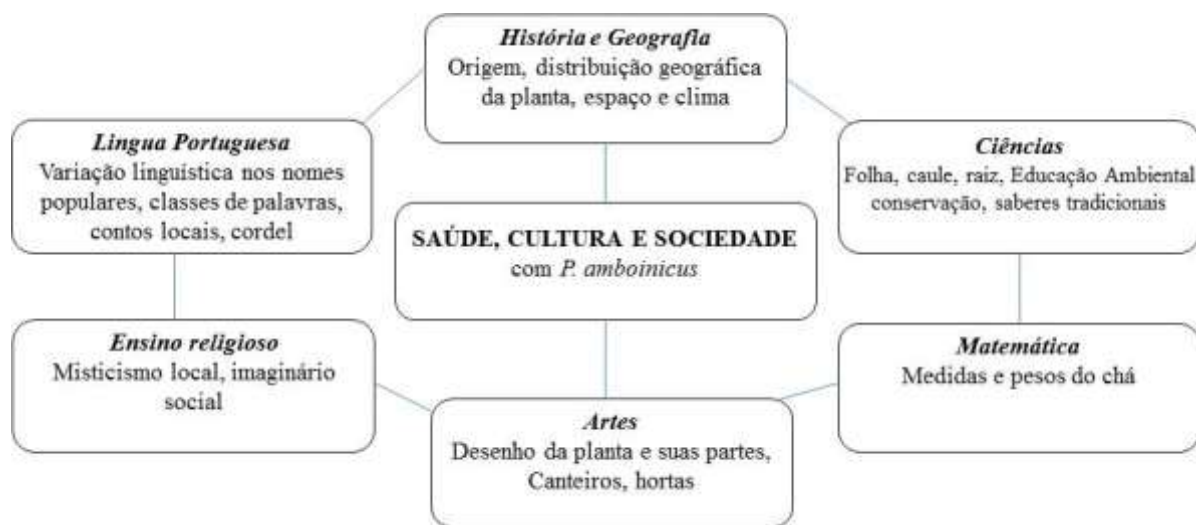 História e Geografia
Origem, distribuição geográfica
da planta, espaço e clima
Lingua Portuguesa
Variação linguística nos nomes
populares, classes de palavras,
contos locais, cordel
Ciências
Folha, caule, raiz, Educação Ambiental
conservação, saberes tradicionais
SAÚDE, CULTURA E SOCIEDADE
com P. amboinicus
Ensino religioso
Misticismo local, imaginário
social
Matemática
Medidas e pesos do chá
Artes
Desenho da planta e suas partes,
Canteiros, hortas